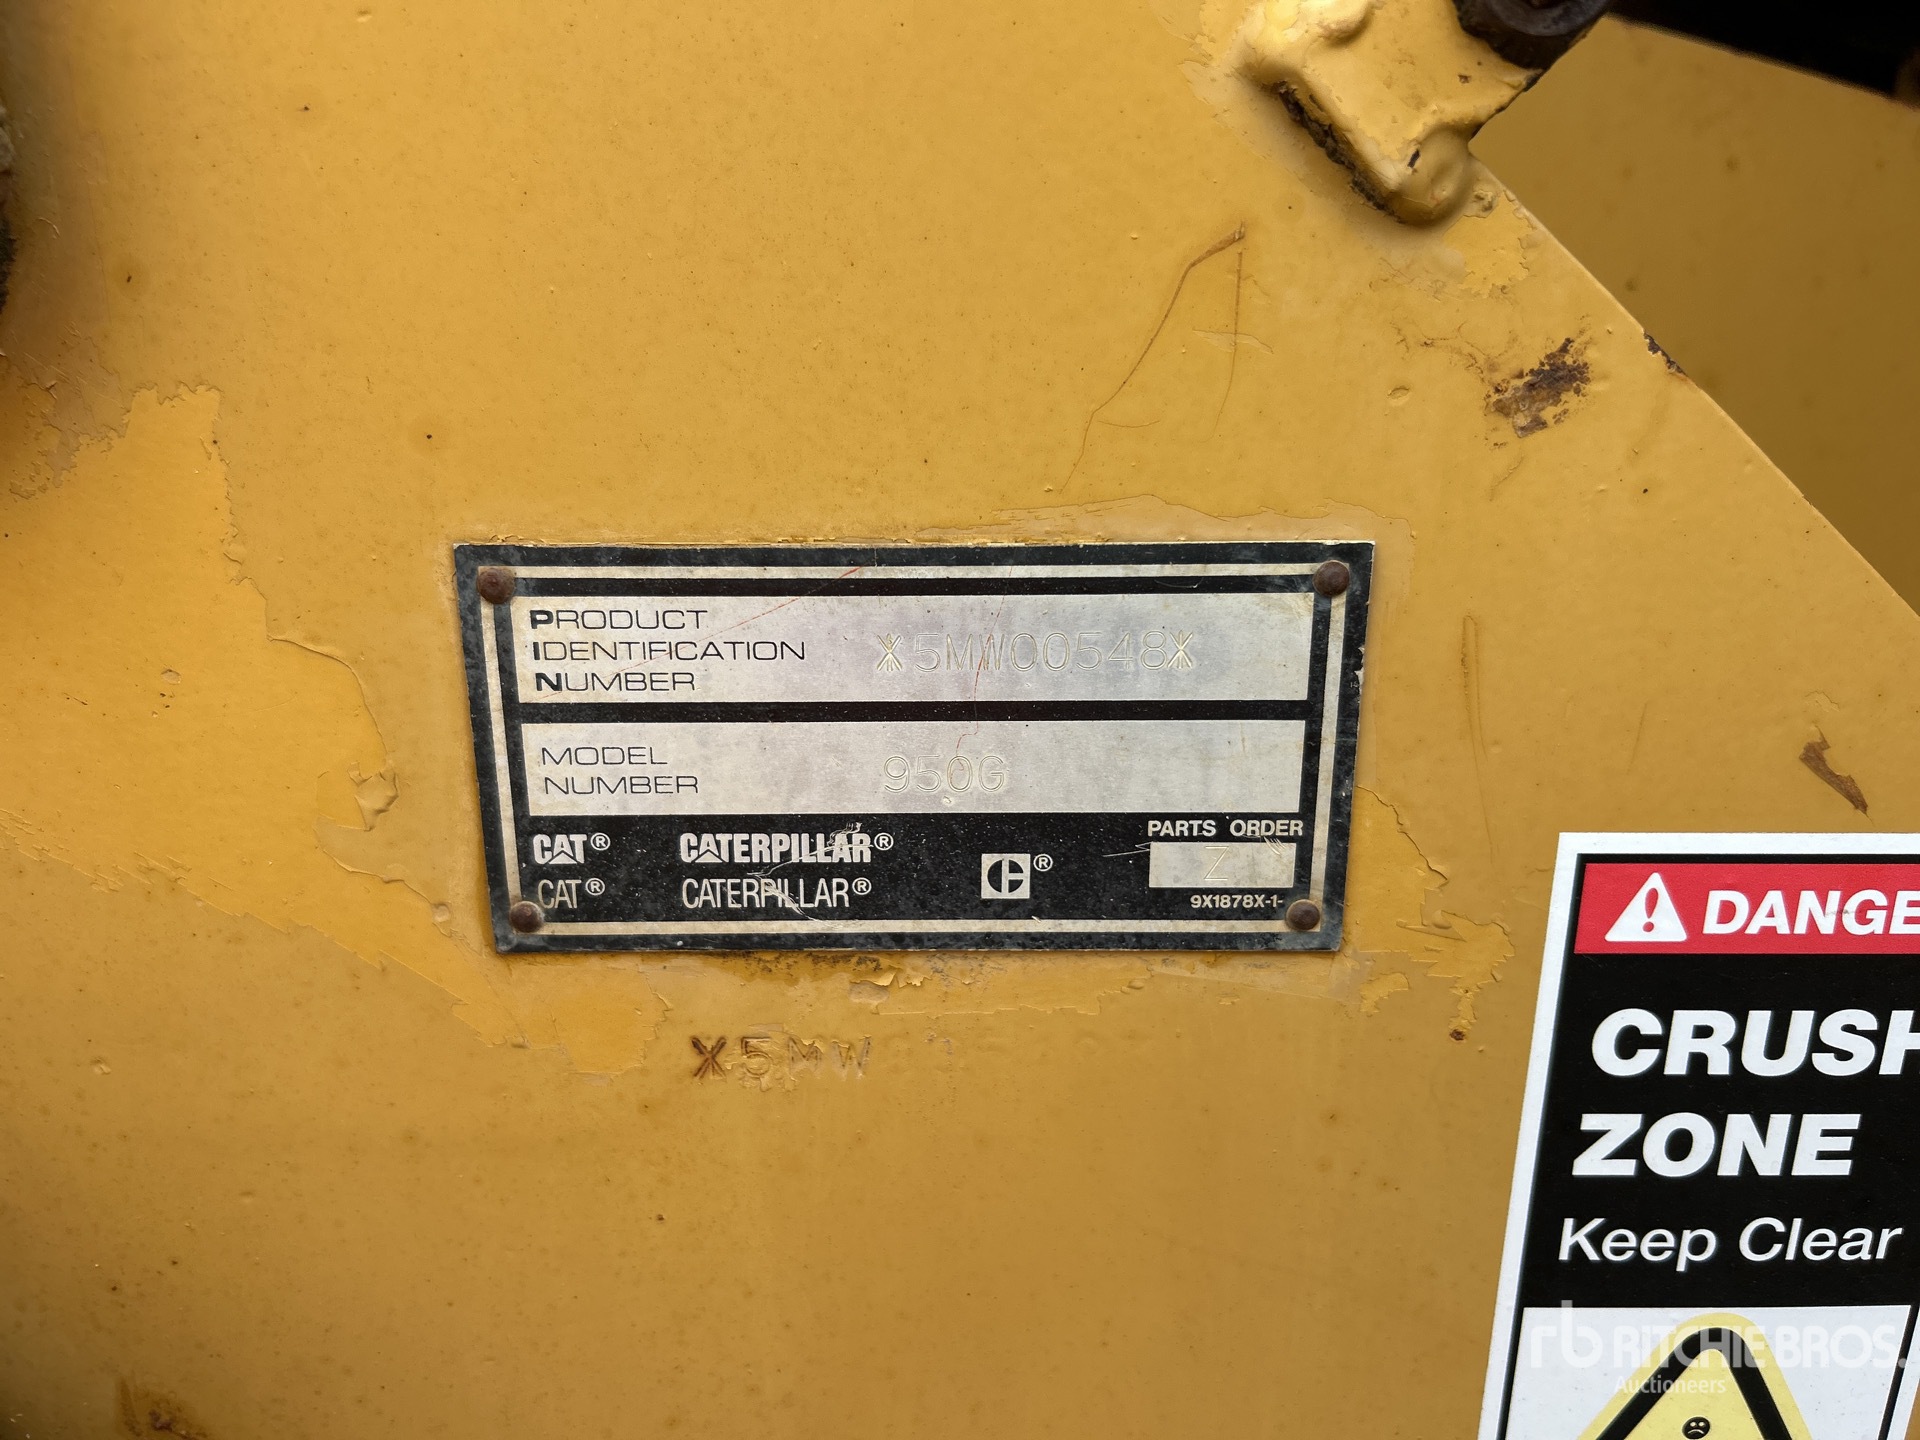 PRODUCT
IDENTIFICATION
NUMBER
X5MW00548X
MODEL
NUMBER
950G
CAT® CATERPILLAR®
CAT® CATERPILLAR®
C®
PARTS ORDER
Z
9X1878X-1-
X5MW
DANGE
CRUSH
ZONE
Keep Clear
rb RITCHIE BROS.
Auctioneers